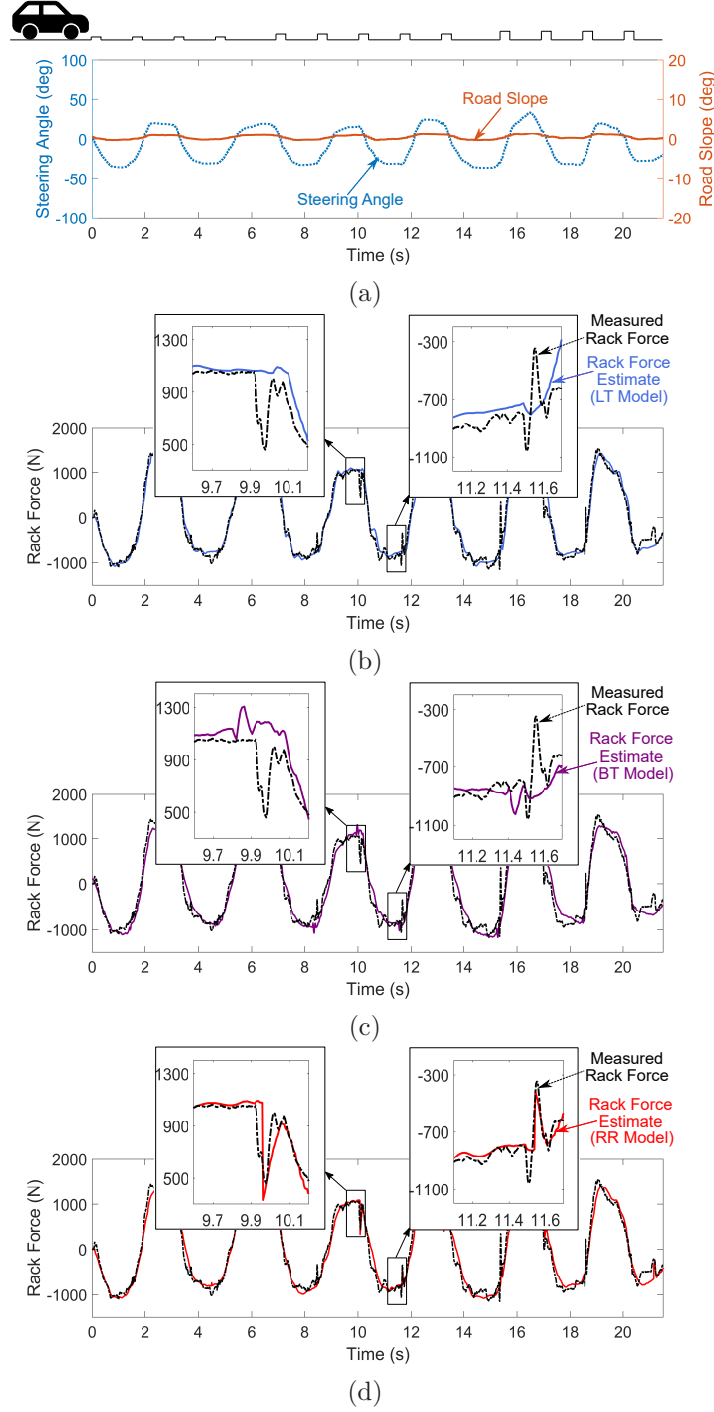 100
50
0
-50
-100
Steering Angle (deg)
20
10
0
-10
-20
Road Slope (deg)
Road Slope
Steering Angle
0 2 4 6 8 10 12 14 16 18 20
Time (s)
(a)
1300
900
500
9.7 9.9 10.1
-300
-700
-1100
11.2 11.4 11.6
Measured
Rack Force
Rack Force
Estimate
(LT Model)
2000
1000
0
-1000
Rack Force (N)
0 2 4 6 8 10 12 14 16 18 20
Time (s)
(b)
1300
900
500
9.7 9.9 10.1
-300
-700
-1100
11.2 11.4 11.6
Measured
Rack Force
Rack Force
Estimate
(BT Model)
2000
1000
0
-1000
Rack Force (N)
0 2 4 6 8 10 12 14 16 18 20
Time (s)
(c)
1300
900
500
9.7 9.9 10.1
-300
-700
-1100
11.2 11.4 11.6
Measured
Rack Force
Rack Force
Estimate
(RR Model)
2000
1000
0
-1000
Rack Force (N)
0 2 4 6 8 10 12 14 16 18 20
Time (s)
(d)